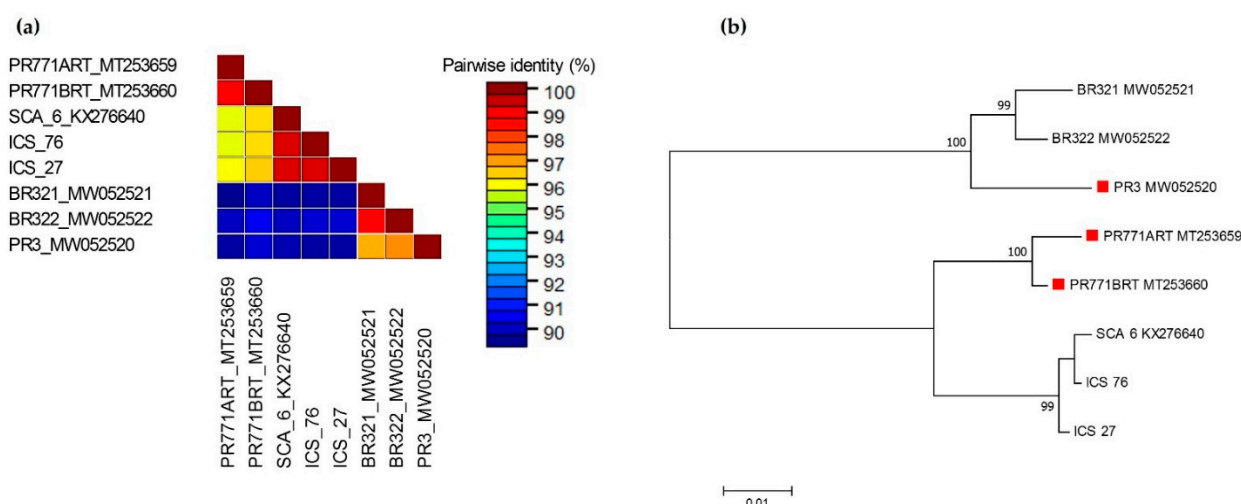 (a)
PR771ART_MT253659
PR771BRT_MT253660
SCA_6_KX276640
ICS_76
ICS_27
BR321_MW052521
BR322_MW052522
PR3_MW052520
PR771ART_MT253659
PR771BRT_MT253660
SCA_6_KX276640
ICS_76
ICS_27
BR321_MW052521
BR322_MW052522
PR3_MW052520
Pairwise identity (%)
100
99
98
97
96
95
94
93
92
91
90
(b)
BR321 MW052521
99
BR322 MW052522
100
PR3 MW052520
PR771ART MT253659
100
PR771BRT MT253660
SCA 6 KX276640
ICS 76
99
ICS 27
0.01